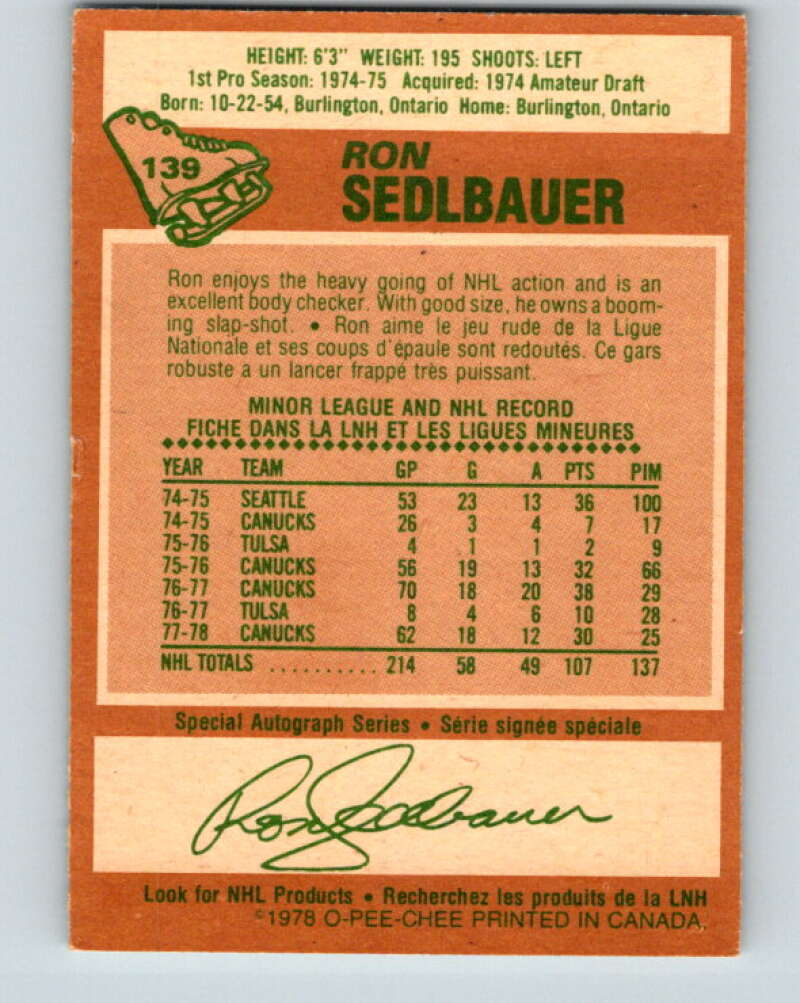 HEIGHT: 6'3" WEIGHT: 195 SHOOTS: LEFT
1st Pro Season: 1974-75 Acquired: 1974 Amateur Draft
Born: 10-22-54, Burlington, Ontario Home: Burlington, Ontario
139
RON
SEDLBAUER
Ron enjoys the heavy going of NHL action and is an
excellent body checker. With good size, he owns a boom-
ing slap-shot. • Ron aime le jeu rude de la Ligue
Nationale et ses coups d'épaule sont redoutés. Ce gars
robuste a un lancer frappé très puissant.
MINOR LEAGUE AND NHL RECORD
FICHE DANS LA LNH ET LES LIGUES MINEURES
YEAR TEAM GP G A PTS PIM
74-75 SEATTLE 53 23 13 36 100
74-75 CANUCKS 26 3 4 7 17
75-76 TULSA 4 1 1 2 9
75-76 CANUCKS 56 19 13 32 66
76-77 CANUCKS 70 18 20 38 29
76-77 TULSA 8 4 6 10 28
77-78 CANUCKS 62 18 12 30 25
NHL TOTALS .......... 214 58 49 107 137
Special Autograph Series • Série signée spéciale
Ron Sedlbauer
Look for NHL Products • Recherchez les produits de la LNH
©1978 O-PEE-CHEE PRINTED IN CANADA.